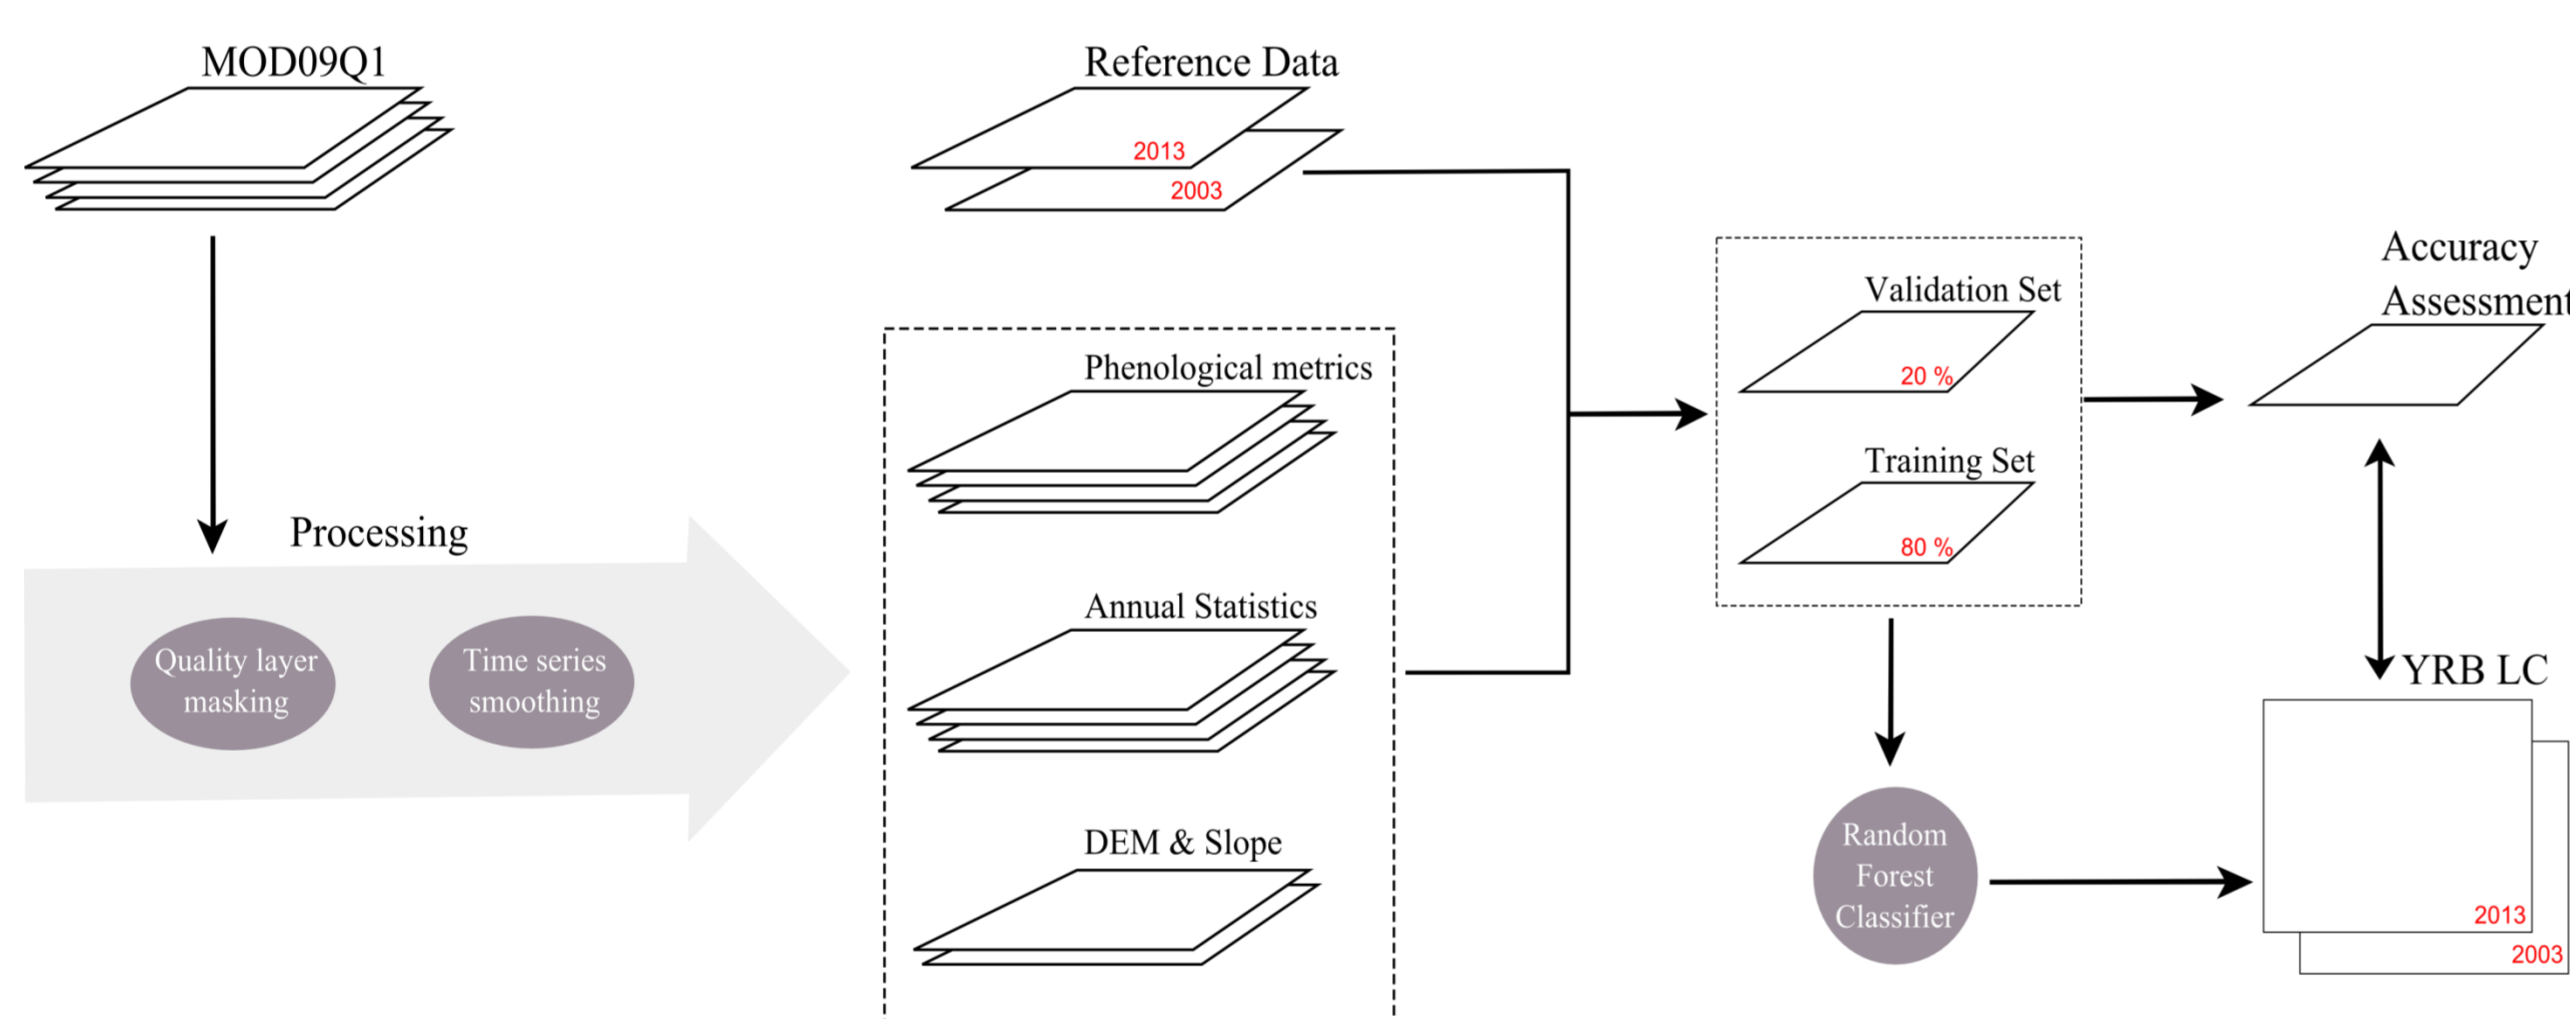 MOD09Q1
Reference Data
2013
2003
Processing
Quality layer
masking
Time series
smoothing
Phenological metrics
Annual Statistics
DEM & Slope
Validation Set
20 %
Training Set
80 %
Random
Forest
Classifier
Accuracy
Assessment
YRB LC
2013
2003